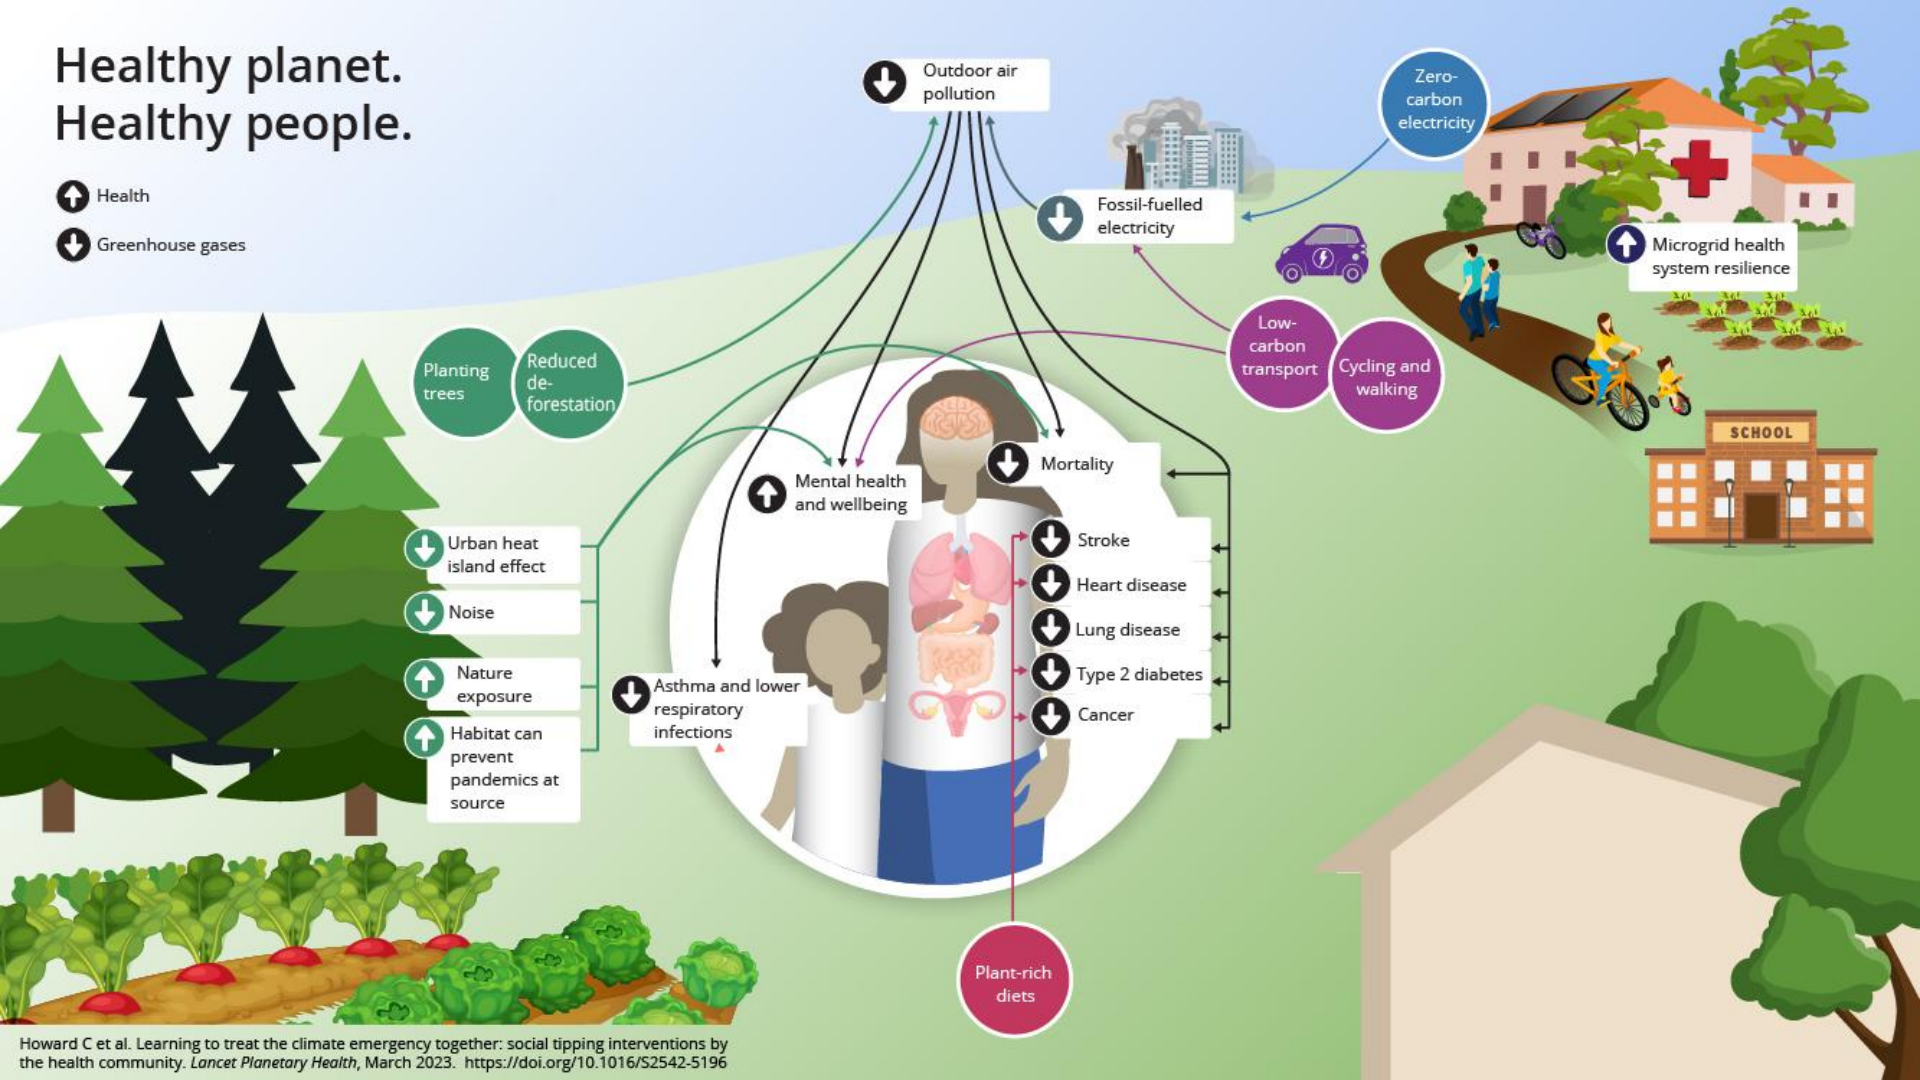 Healthy planet.
Healthy people.
Health
Greenhouse gases
Outdoor air
pollution
Zero-
carbon
electricity
Fossil-fuelled
electricity
Microgrid health
system resilience
Planting
trees
Reduced
de-
forestation
Low-
carbon
transport
Cycling and
walking
SCHOOL
Mental health
and wellbeing
Mortality
Urban heat
island effect
Noise
Nature
exposure
Habitat can
prevent
pandemics at
source
Asthma and lower
respiratory
infections
Stroke
Heart disease
Lung disease
Type 2 diabetes
Cancer
Plant-rich
diets
Howard C et al. Learning to treat the climate emergency together: social tipping interventions by
the health community. Lancet Planetary Health, March 2023. https://doi.org/10.1016/S2542-5196